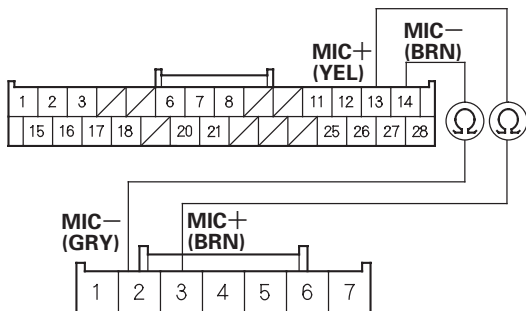 MIC+
(YEL)
MIC−
(BRN)
1 2 3 6 7 8 11 12 13 14
15 16 17 18 20 21 25 26 27 28
Ω Ω
MIC−
(GRY)
MIC+
(BRN)
1 2 3 4 5 6 7